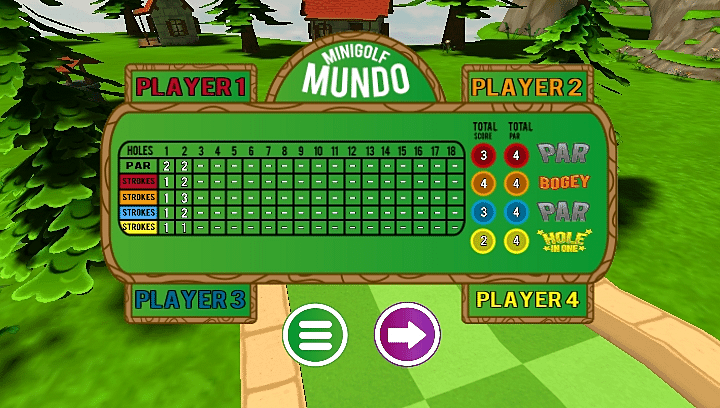 MINIGOLF
MUNDO
PLAYER 1
PLAYER 2
TOTAL SCORE TOTAL PAR
HOLES 1 2 3 4 5 6 7 8 9 10 11 12 13 14 15 16 17 18
PAR 2 2 - - - - - - - - - - - - - - - - 3 4 PAR
STROKES 1 2 - - - - - - - - - - - - - - - - 4 4 BOGEY
STROKES 1 3 - - - - - - - - - - - - - - - - 3 4 PAR
STROKES 1 2 - - - - - - - - - - - - - - - - 2 4 HOLE IN ONE
STROKES 1 1 - - - - - - - - - - - - - - - -
PLAYER 3
PLAYER 4